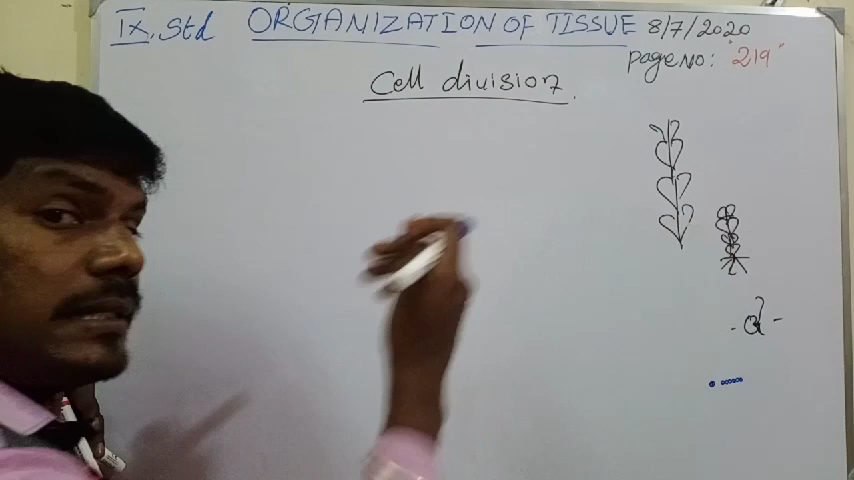 IX, Std ORGANIZATION OF TISSUE 8/7/2020
page No: "219"
Cell division.